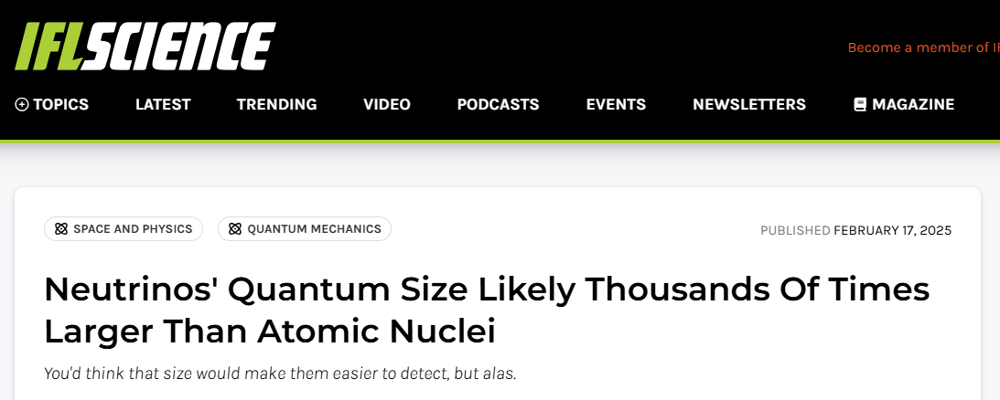 IFLSCIENCE
Become a member of
TOPICS LATEST TRENDING VIDEO PODCASTS EVENTS NEWSLETTERS MAGAZINE
SPACE AND PHYSICS QUANTUM MECHANICS PUBLISHED FEBRUARY 17, 2025
Neutrinos' Quantum Size Likely Thousands Of Times
Larger Than Atomic Nuclei
You'd think that size would make them easier to detect, but alas.